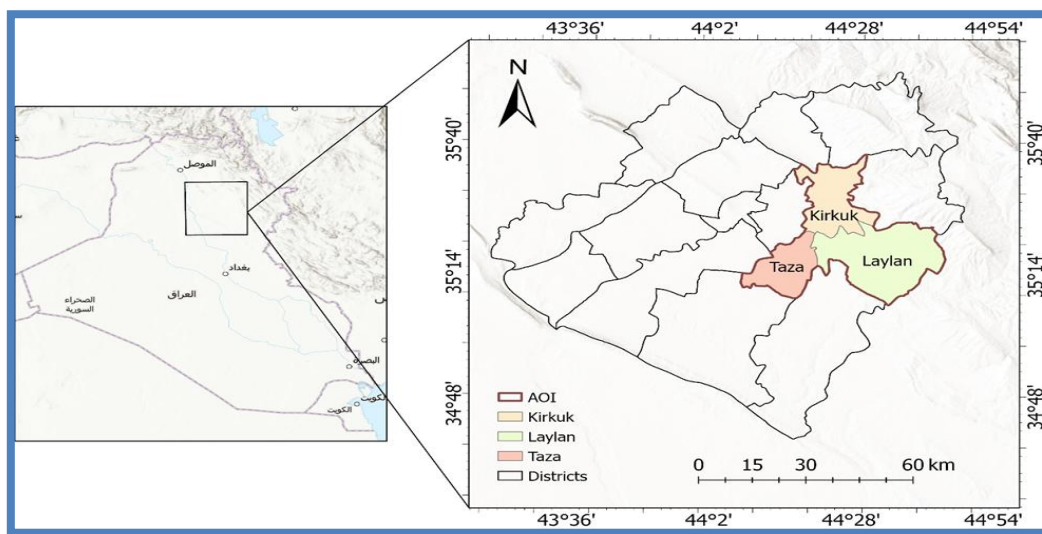 43°36' 44°2' 44°28' 44°54'
N
35°40'
35°14'
34°48'
35°40'
35°14'
34°48'
الموصل
بغداد
العراق
الصحراء
السورية
البصرة
الكويت
الكويت
Kirkuk
Taza
Laylan
AOI
Kirkuk
Laylan
Taza
Districts
0 15 30 60 km
43°36' 44°2' 44°28' 44°54'